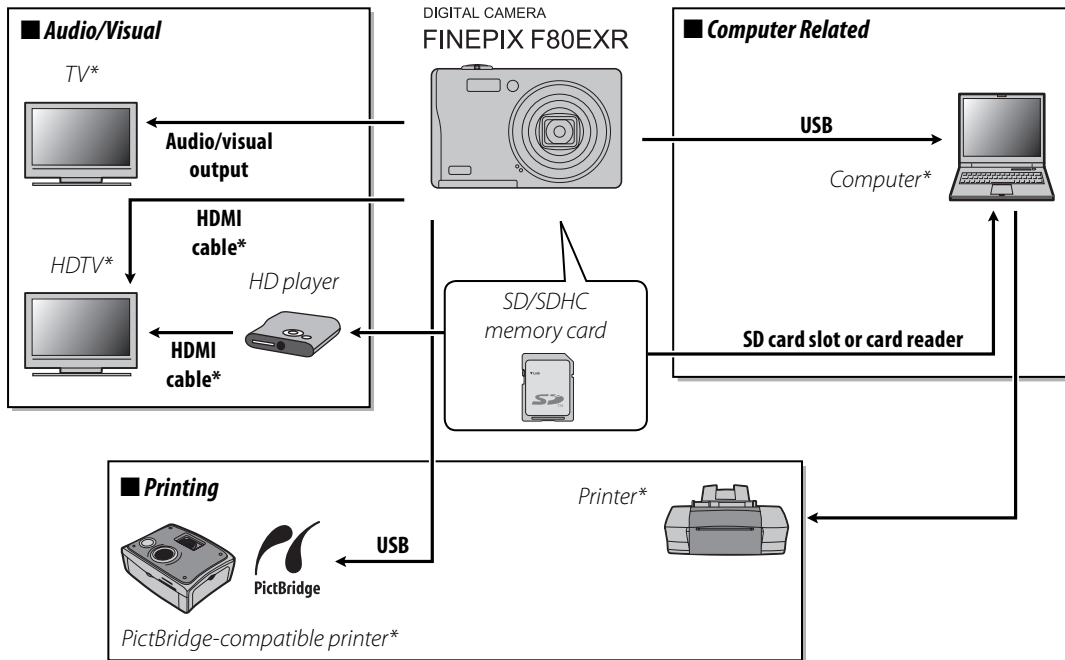 DIGITAL CAMERA
FINEPIX F80EXR
■ Audio/Visual
TV*
Audio/visual
output
HDMI
cable*
HDTV*
HD player
HDMI
cable*
SD/SDHC
memory card
SD
■ Computer Related
USB
Computer*
SD card slot or card reader
■ Printing
Printer*
USB
PictBridge
PictBridge-compatible printer*